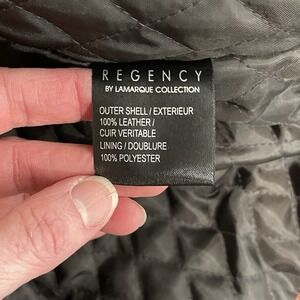 REGENCY
BY LAMARQUE COLLECTION
OUTER SHELL / EXTERIEUR
100% LEATHER /
CUIR VERITABLE
LINING / DOUBLURE
100% POLYESTER